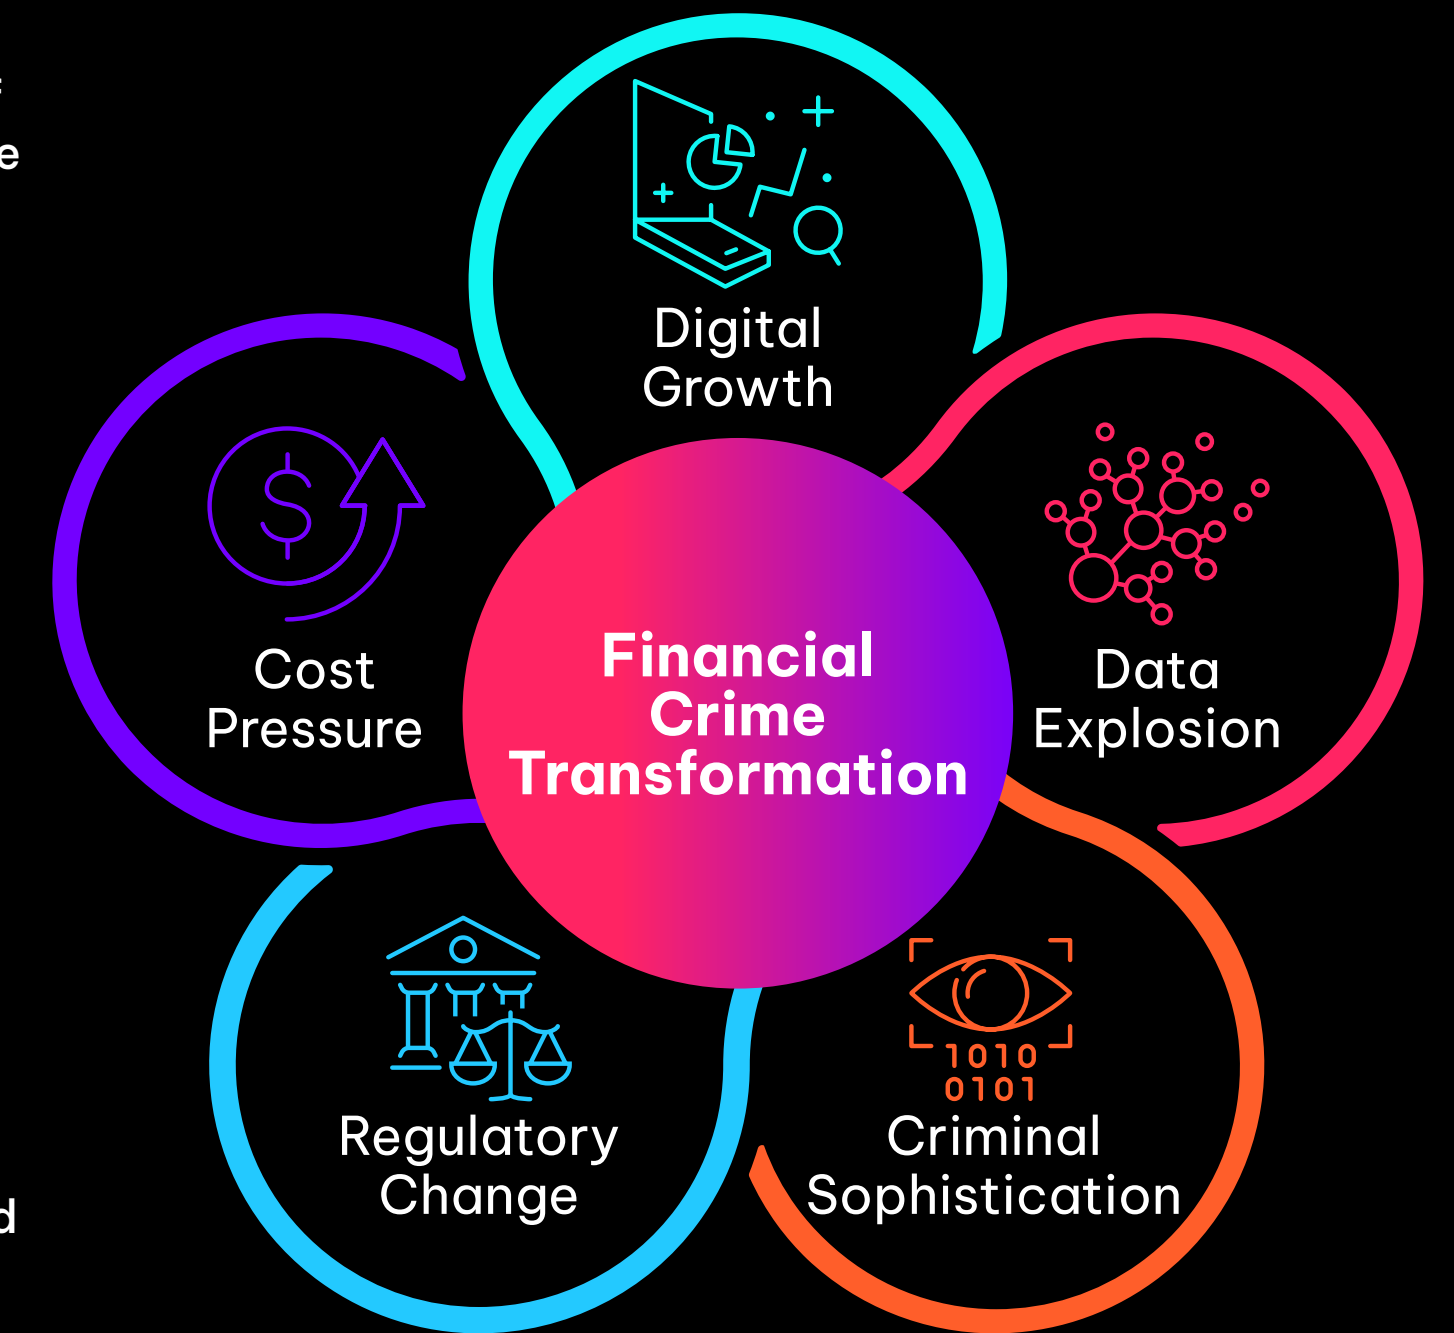 e
Digital
Growth
Cost
Pressure
Financial
Crime
Transformation
Data
Explosion
1010
0101
Regulatory
Change
Criminal
Sophistication
d